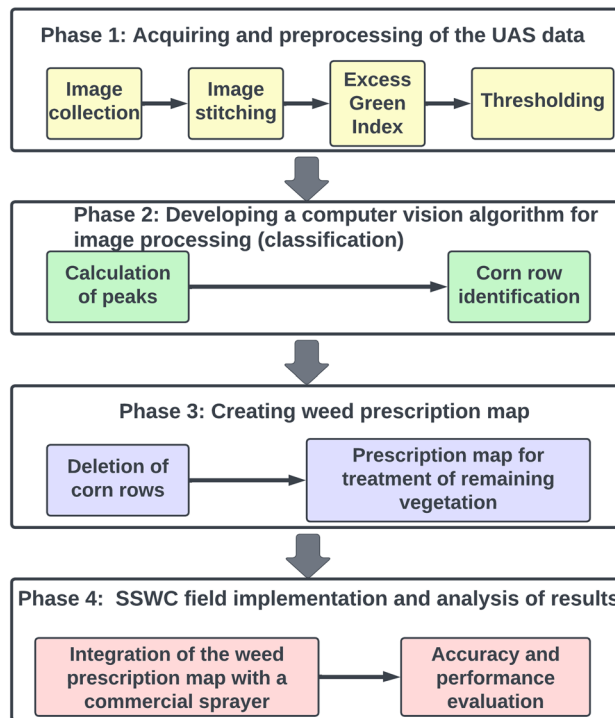 Phase 1: Acquiring and preprocessing of the UAS data
Image
collection
Image
stitching
Excess
Green
Index
Thresholding
Phase 2: Developing a computer vision algorithm for
image processing (classification)
Calculation
of peaks
Corn row
identification
Phase 3: Creating weed prescription map
Deletion of
corn rows
Prescription map for
treatment of remaining
vegetation
Phase 4:  SSWC field implementation and analysis of results
Integration of the weed
prescription map with a
commercial sprayer
Accuracy and
performance
evaluation